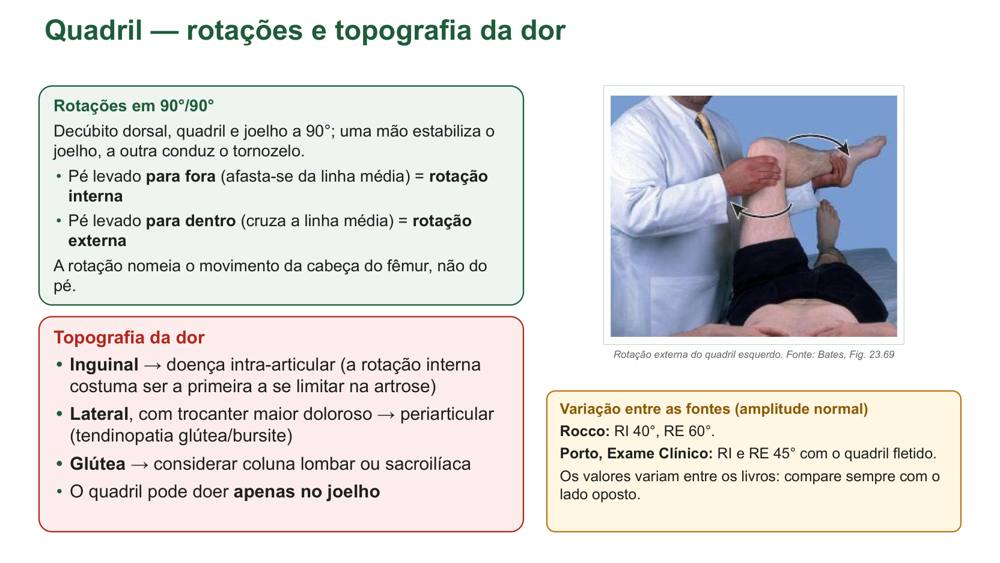 Quadril — rotações e topografia da dor
Rotações em 90°/90°
Decúbito dorsal, quadril e joelho a 90°; uma mão estabiliza o
joelho, a outra conduz o tornozelo.
• Pé levado para fora (afasta-se da linha média) = rotação
interna
• Pé levado para dentro (cruza a linha média) = rotação
externa
A rotação nomeia o movimento da cabeça do fêmur, não do
pé.
Topografia da dor
• Inguinal → doença intra-articular (a rotação interna
costuma ser a primeira a se limitar na artrose)
• Lateral, com trocanter maior doloroso → periarticular
(tendinopatia glútea/bursite)
• Glútea → considerar coluna lombar ou sacroilíaca
• O quadril pode doer apenas no joelho
Rotação externa do quadril esquerdo. Fonte: Bates, Fig. 23.69
Variação entre as fontes (amplitude normal)
Rocco: RI 40°, RE 60°.
Porto, Exame Clínico: RI e RE 45° com o quadril fletido.
Os valores variam entre os livros: compare sempre com o
lado oposto.